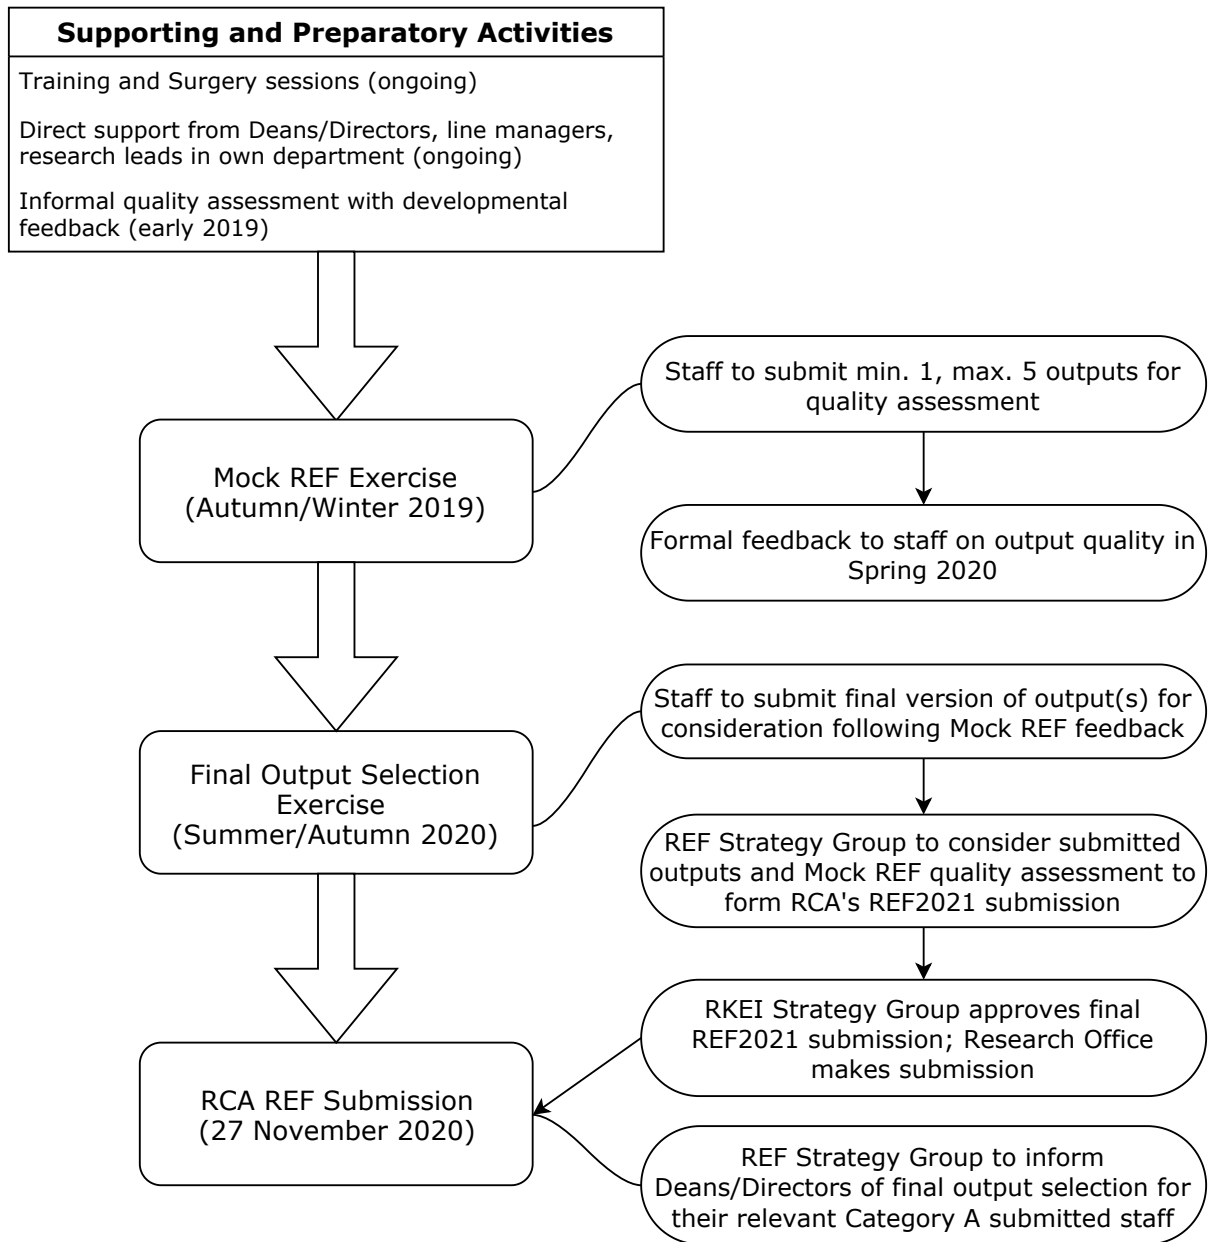 Supporting and Preparatory Activities
Training and Surgery sessions (ongoing)
Direct support from Deans/Directors, line managers,
research leads in own department (ongoing)
Informal quality assessment with developmental
feedback (early 2019)
Staff to submit min. 1, max. 5 outputs for
quality assessment
Mock REF Exercise
(Autumn/Winter 2019)
Formal feedback to staff on output quality in
Spring 2020
Staff to submit final version of output(s) for
consideration following Mock REF feedback
Final Output Selection
Exercise
(Summer/Autumn 2020)
REF Strategy Group to consider submitted
outputs and Mock REF quality assessment to
form RCA's REF2021 submission
RKEI Strategy Group approves final
REF2021 submission; Research Office
makes submission
RCA REF Submission
(27 November 2020)
REF Strategy Group to inform
Deans/Directors of final output selection for
their relevant Category A submitted staff